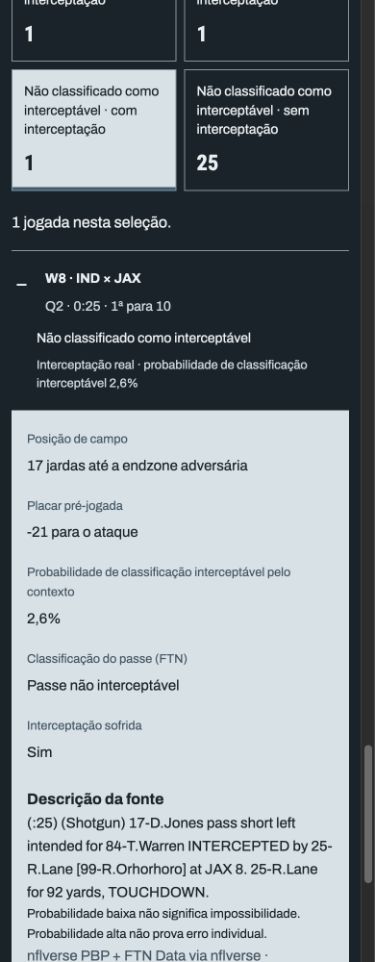 interceptação
interceptação
1
1
Não classificado como
interceptável · com
interceptação
1
Não classificado como
interceptável · sem
interceptação
25
1 jogada nesta seleção.
W8 · IND × JAX
Q2 · 0:25 · 1ª para 10
Não classificado como interceptável
Interceptação real · probabilidade de classificação
interceptável 2,6%
Posição de campo
17 jardas até a endzone adversária
Placar pré-jogada
-21 para o ataque
Probabilidade de classificação interceptável pelo
contexto
2,6%
Classificação do passe (FTN)
Passe não interceptável
Interceptação sofrida
Sim
Descrição da fonte
(:25) (Shotgun) 17-D.Jones pass short left
intended for 84-T.Warren INTERCEPTED by 25-
R.Lane [99-R.Orhorhoro] at JAX 8. 25-R.Lane
for 92 yards, TOUCHDOWN.
Probabilidade baixa não significa impossibilidade.
Probabilidade alta não prova erro individual.
nflverse PBP + FTN Data via nflverse ·